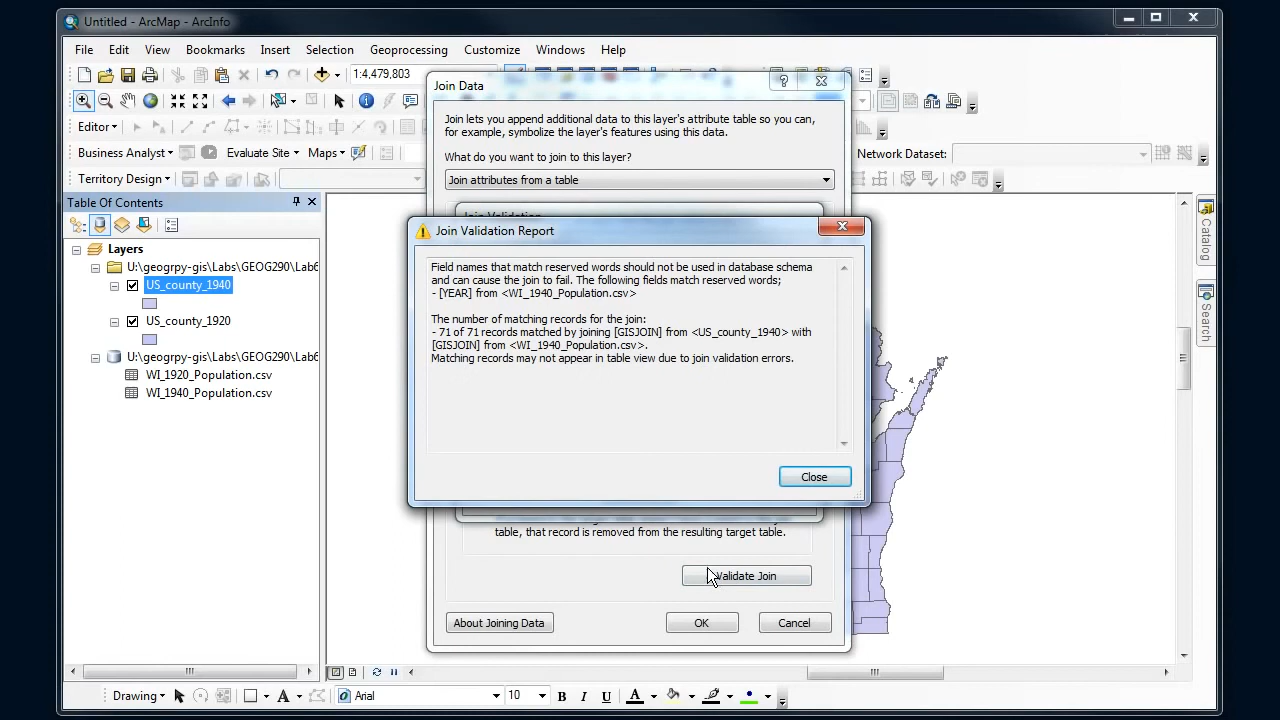 Untitled - ArcMap - ArcInfo
File Edit View Bookmarks Insert Selection Geoprocessing Customize Windows Help
1:4,479,803
Editor
Business Analyst Evaluate Site Maps Network Dataset:
Territory Design
Table Of Contents
Layers
U:\geogrpy-gis\Labs\GEOG290\Lab6
US_county_1940
US_county_1920
U:\geogrpy-gis\Labs\GEOG290\Lab6
WI_1920_Population.csv
WI_1940_Population.csv
Join Data
Join lets you append additional data to this layer's attribute table so you can,
for example, symbolize the layer's features using this data.
What do you want to join to this layer?
Join attributes from a table
Join Validation Report
Field names that match reserved words should not be used in database schema
and can cause the join to fail. The following fields match reserved words;
- [YEAR] from <WI_1940_Population.csv>
The number of matching records for the join:
- 71 of 71 records matched by joining [GISJOIN] from <US_county_1940> with
[GISJOIN] from <WI_1940_Population.csv>.
Matching records may not appear in table view due to join validation errors.
Close
table, that record is removed from the resulting target table.
Validate Join
About Joining Data OK Cancel
Catalog
Search
Drawing Arial 10 B I U A